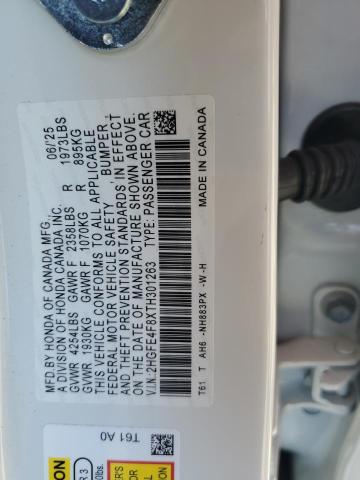 MFD.BY HONDA OF CANADA MFG. 06/'25
A DIVISION OF HONDA CANADA INC.
GVWR 4254LBS GAWR F 2358LBS R 1973LBS
GVWR 1930KG GAWR F 1070KG R 895KG
THIS VEHICLE CONFORMS TO ALL APPLICABLE
FEDERAL MOTOR VEHICLE SAFETY, BUMPER,
AND THEFT PREVENTION STANDARDS IN EFFECT
ON THE DATE OF MANUFACTURE SHOWN ABOVE.
V.I.N:2HGFE4F8XTH301263 TYPE: PASSENGER CAR
T61 T AH6 -NH883PX -W-H MADE IN CANADA
T61 A0